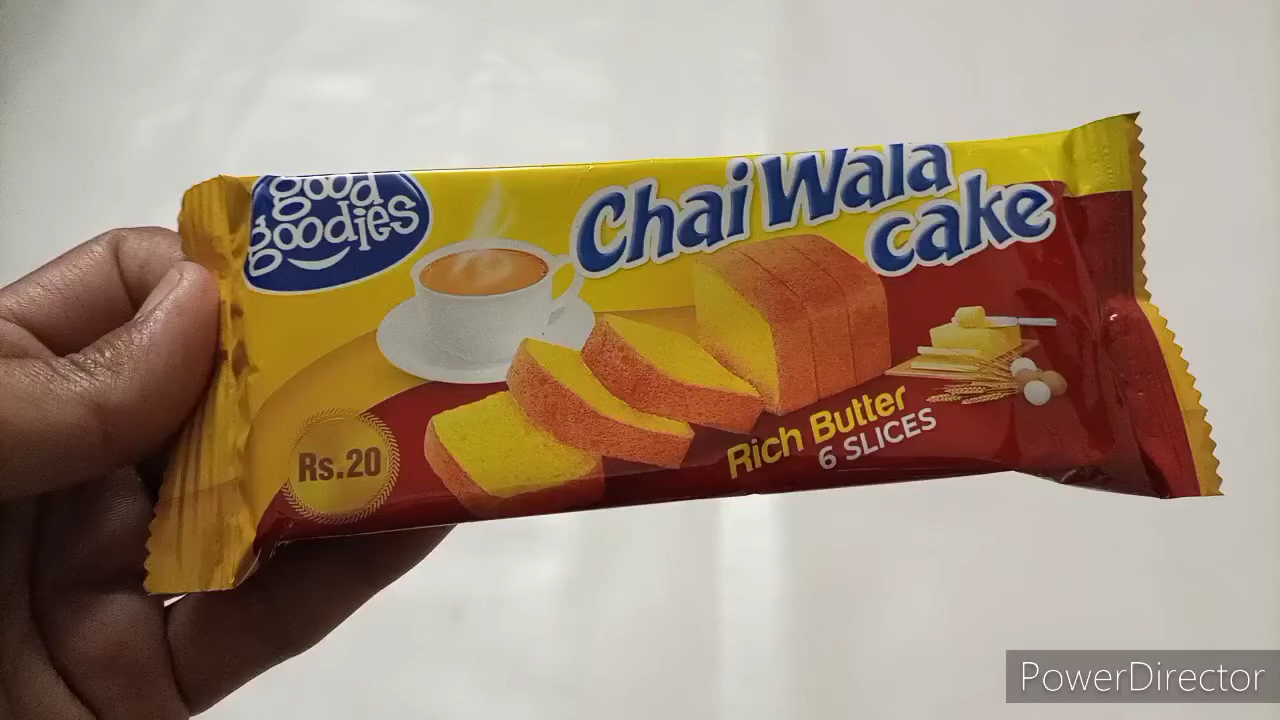 good
goodies
Chai Wala
cake
Rs.20
Rich Butter
6 SLICES
PowerDirector